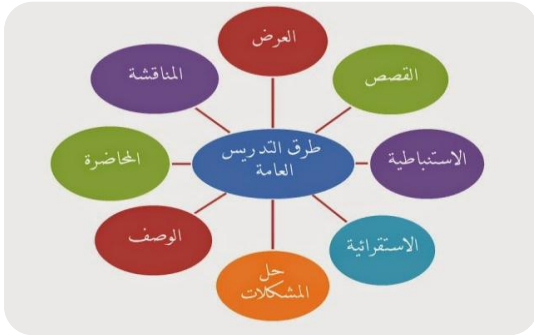 العرض
القصص
الاستنباطية
الاستقرائية
حل
المشكلات
الوصف
المحاضرة
المناقشة
طرق التدريس
العامة